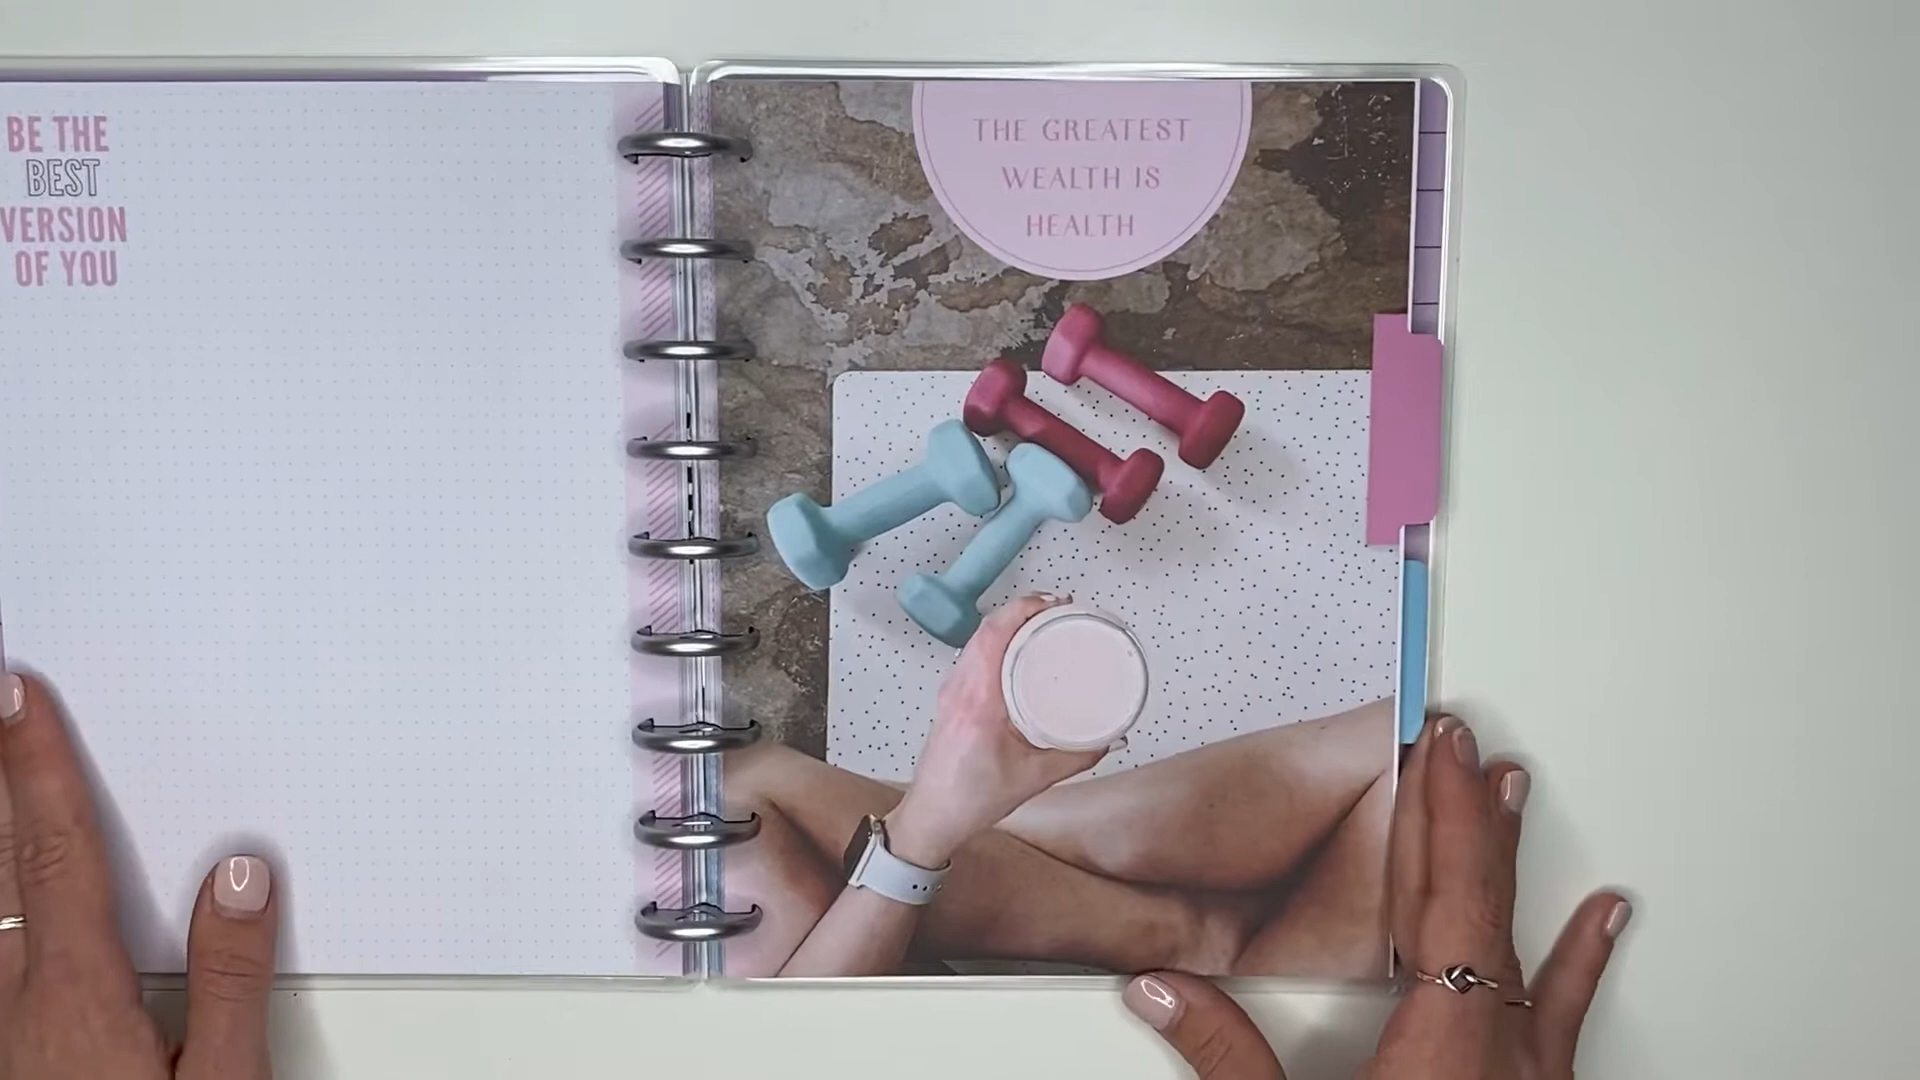 BE THE
BEST
VERSION
OF YOU
THE GREATEST
WEALTH IS
HEALTH